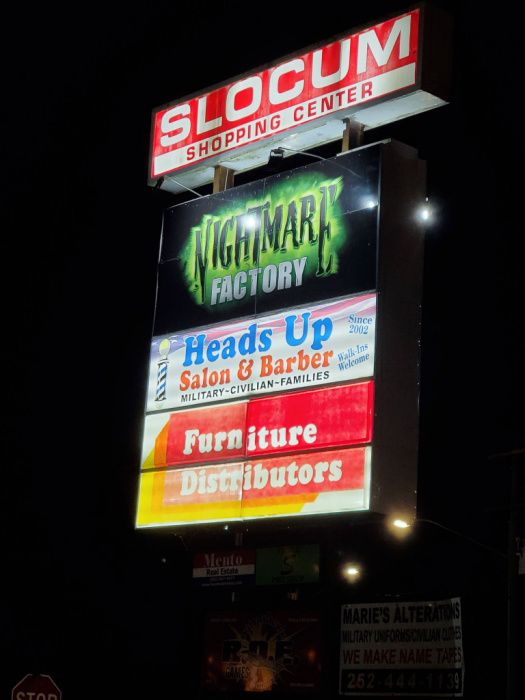 SLOCUM
SHOPPING CENTER
NIGHTMARE
FACTORY
Heads Up
Since
2002
Salon & Barber
Walk-Ins
Welcome
MILITARY~CIVILIAN~FAMILIES
Furniture
Distributors
Mento
Real Estate
MARIE'S ALTERATIONS
MILITARY UNIFORMS/CIVILIAN CLOTHES
WE MAKE NAME TAPES
252-444-1139
STOP